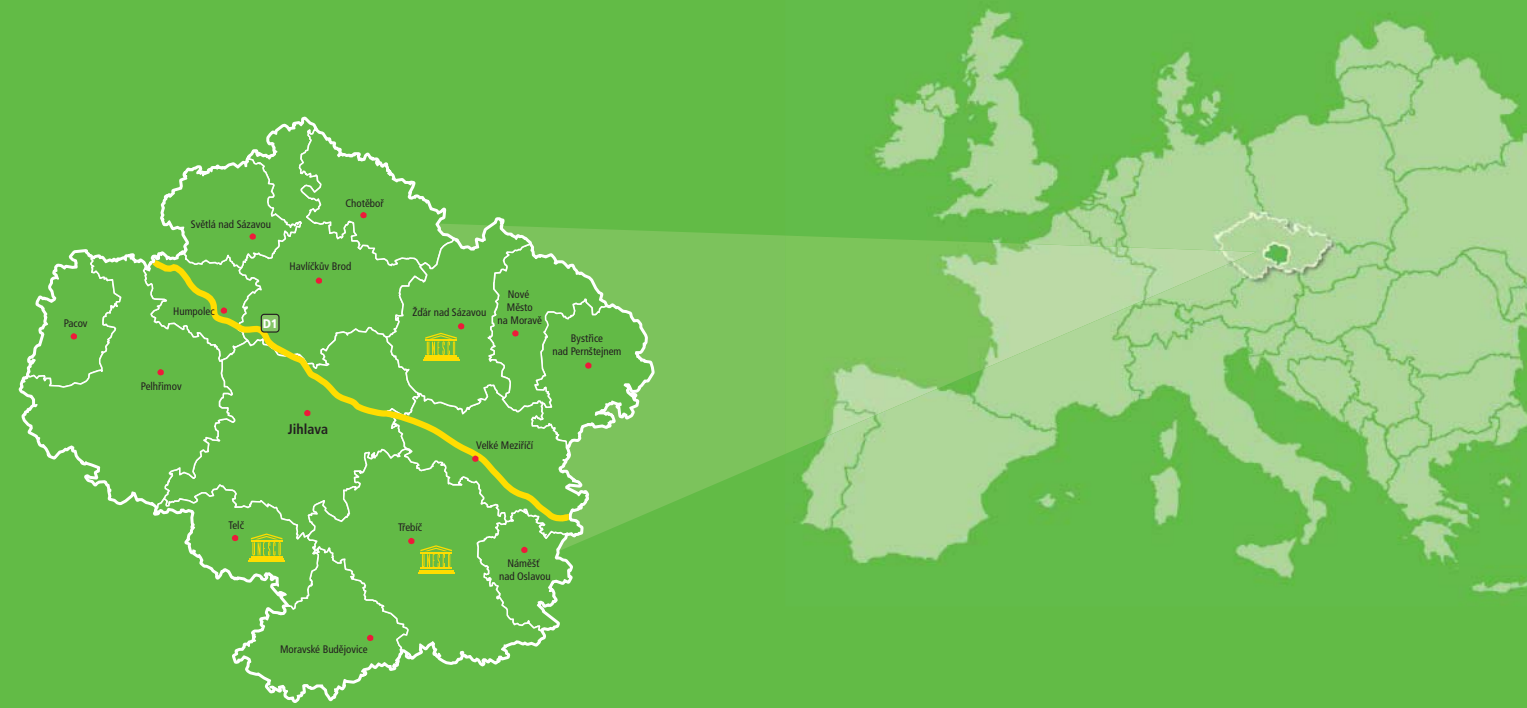 Chotěboř
Světlá nad Sázavou
Havlíčkův Brod
Nové
Město
na Moravě
Humpolec
Žďár nad Sázavou
D1
Pacov
Bystřice
nad Pernštejnem
Pelhřimov
Jihlava
Velké Meziříčí
Telč
Třebíč
Náměšť
nad Oslavou
Moravské Budějovice